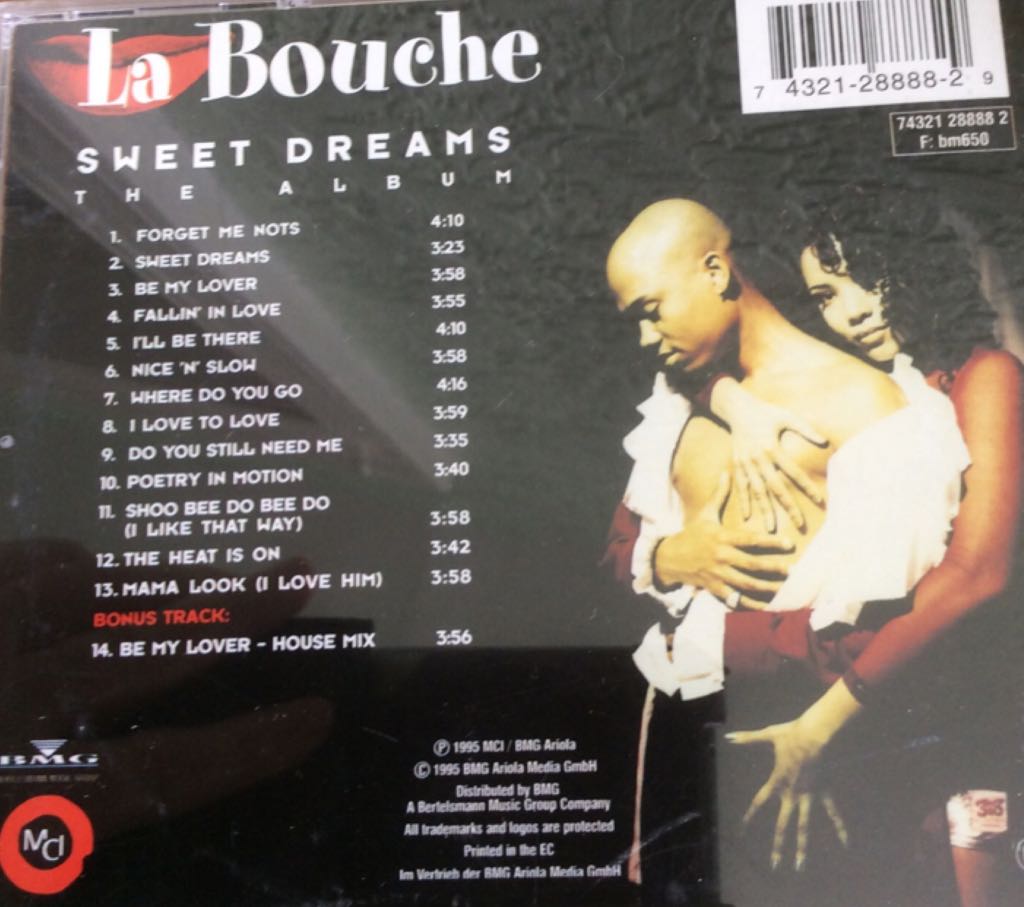 La Bouche
7 4321-28888-2 9
74321 28888 2
F: bm650
SWEET DREAMS
THE ALBUM
1. FORGET ME NOTS 4:10
2. SWEET DREAMS 3:23
3. BE MY LOVER 3:58
4. FALLIN' IN LOVE 3:55
5. I'LL BE THERE 4:10
6. NICE 'N' SLOW 3:58
7. WHERE DO YOU GO 4:16
8. I LOVE TO LOVE 3:59
9. DO YOU STILL NEED ME 3:35
10. POETRY IN MOTION 3:40
11. SHOO BEE DO BEE DO
(I LIKE THAT WAY) 3:58
12. THE HEAT IS ON 3:42
13. MAMA LOOK (I LOVE HIM) 3:58
BONUS TRACK:
14. BE MY LOVER - HOUSE MIX 3:56
BMG
MCI
℗ 1995 MCI / BMG Ariola
© 1995 BMG Ariola Media GmbH
Distributed by BMG
A Bertelsmann Music Group Company
All trademarks and logos are protected
Printed in the EC
Im Vertrieb der BMG Ariola Media GmbH